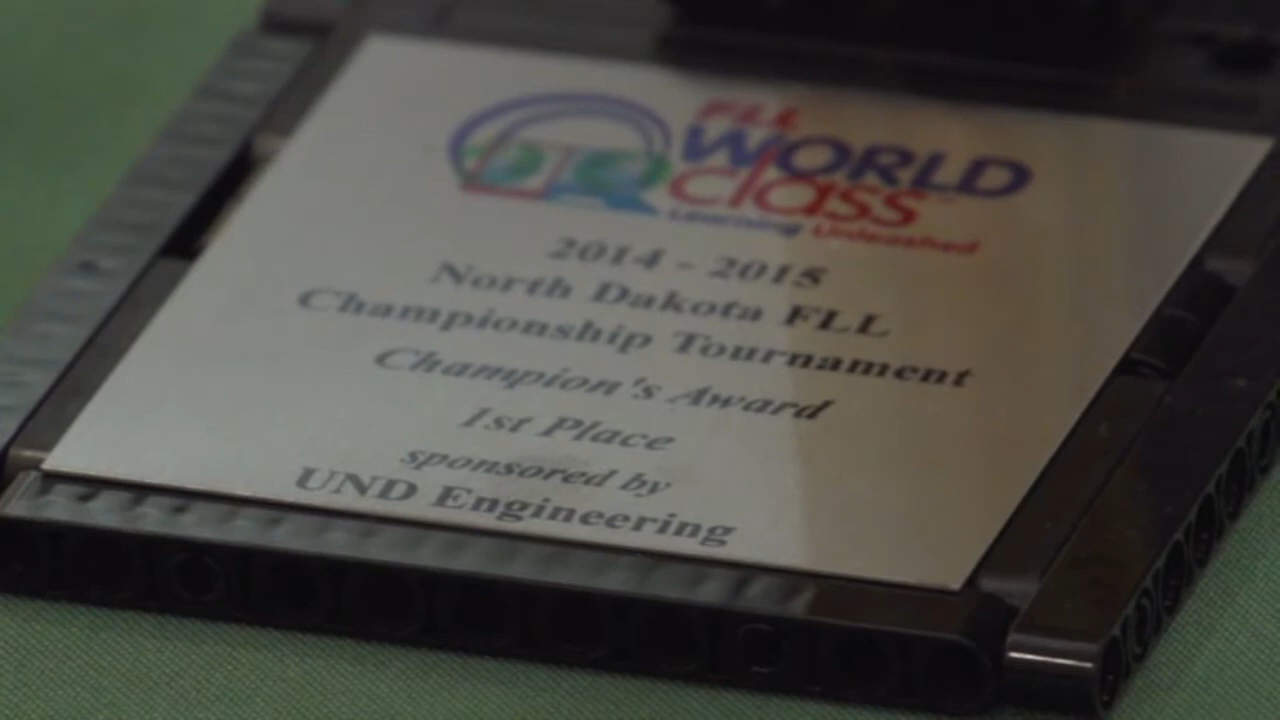 FLL
WORLD
class
Learning Unleashed
2014 - 2015
North Dakota FLL
Championship Tournament
Champion's Award
1st Place
sponsored by
UND Engineering